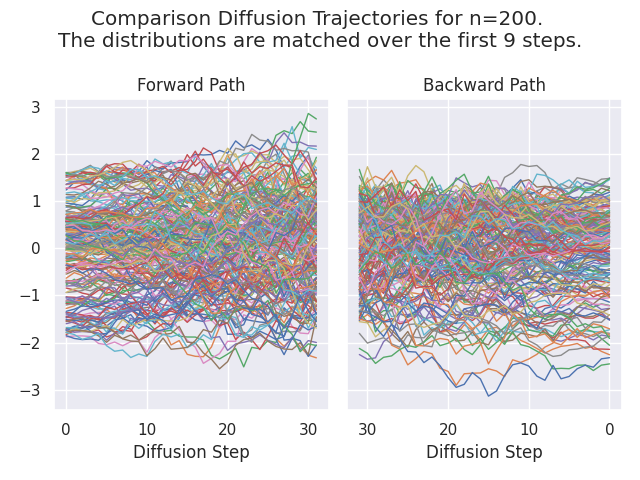 Comparison Diffusion Trajectories for n=200.
The distributions are matched over the first 9 steps.
Forward Path
Backward Path
3
2
1
0
−1
−2
−3
0 10 20 30
30 20 10 0
Diffusion Step
Diffusion Step